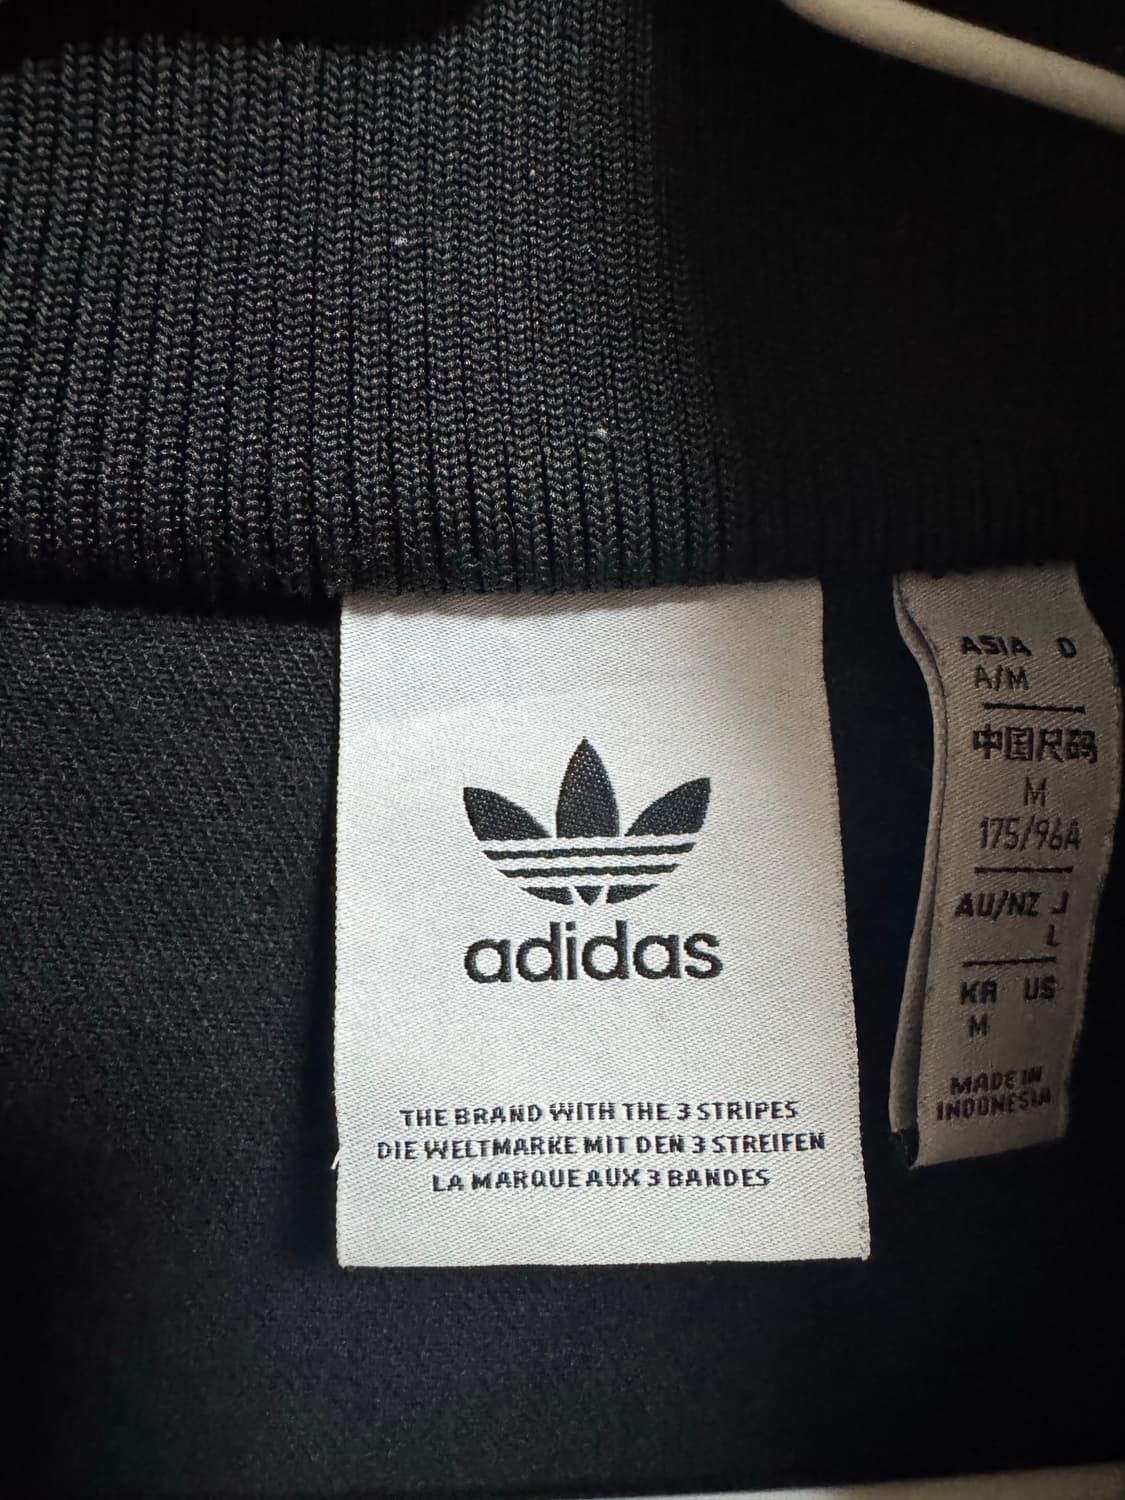 adidas
THE BRAND WITH THE 3 STRIPES
DIE WELTMARKE MIT DEN 3 STREIFEN
LA MARQUE AUX 3 BANDES
ASIA D
A/M
中国尺码
M
175/96A
AU/NZ J
L
KR US
M
MADE IN
INDONESIA